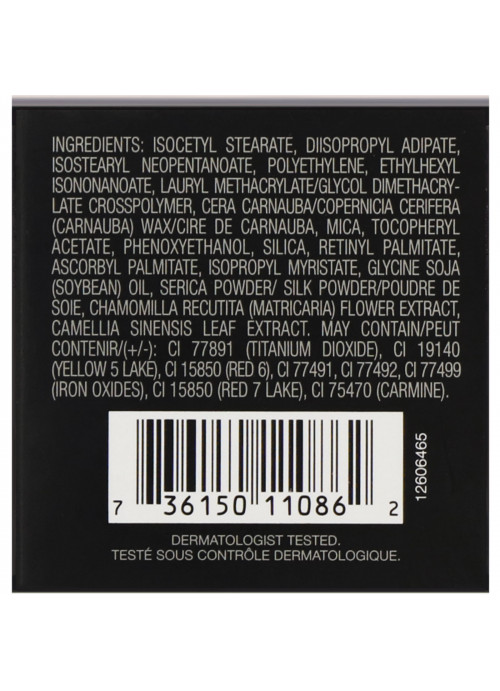 INGREDIENTS: ISOCETYL STEARATE, DIISOPROPYL ADIPATE,
ISOSTEARYL NEOPENTANOATE, POLYETHYLENE, ETHYLHEXYL
ISONONANOATE, LAURYL METHACRYLATE/GLYCOL DIMETHACRY-
LATE CROSSPOLYMER, CERA CARNAUBA/COPERNICIA CERIFERA
(CARNAUBA) WAX/CIRE DE CARNAUBA, MICA, TOCOPHERYL
ACETATE, PHENOXYETHANOL, SILICA, RETINYL PALMITATE,
ASCORBYL PALMITATE, ISOPROPYL MYRISTATE, GLYCINE SOJA
(SOYBEAN) OIL, SERICA POWDER/ SILK POWDER/POUDRE DE
SOIE, CHAMOMILLA RECUTITA (MATRICARIA) FLOWER EXTRACT,
CAMELLIA SINENSIS LEAF EXTRACT. MAY CONTAIN/PEUT
CONTENIR/(+/-): CI 77891 (TITANIUM DIOXIDE), CI 19140
(YELLOW 5 LAKE), CI 15850 (RED 6), CI 77491, CI 77492, CI 77499
(IRON OXIDES), CI 15850 (RED 7 LAKE), CI 75470 (CARMINE).
7 36150 11086 2
12606465
DERMATOLOGIST TESTED.
TESTÉ SOUS CONTRÔLE DERMATOLOGIQUE.